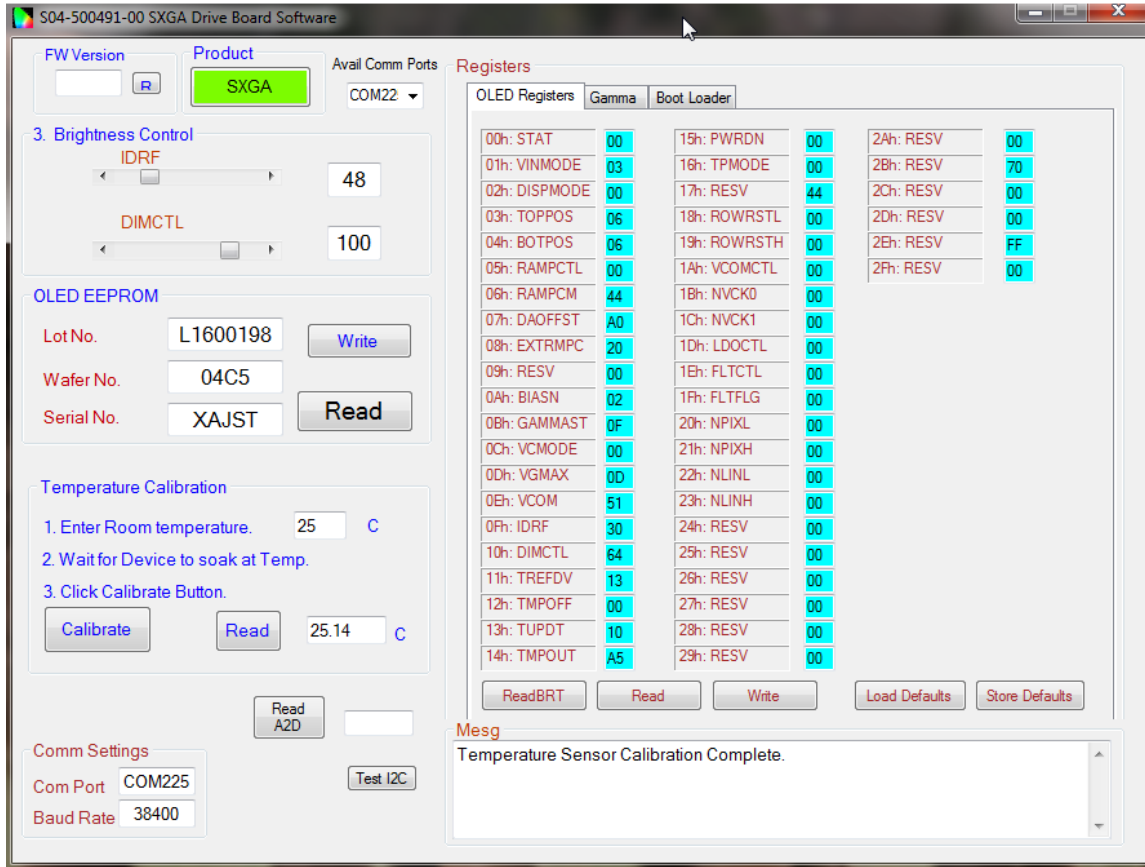 S04-500491-00 SXGA Drive Board Software
FW Version
R
Product
SXGA
Avail Comm Ports
COM22
3. Brightness Control
IDRF
48
DIMCTL
100
OLED EEPROM
Lot No. L1600198 Write
Wafer No. 04C5
Serial No. XAJST Read
Temperature Calibration
1. Enter Room temperature. 25 C
2. Wait for Device to soak at Temp.
3. Click Calibrate Button.
Calibrate Read 25.14 C
Read
A2D
Comm Settings
Com Port COM225
Baud Rate 38400
Test I2C
Registers
OLED Registers Gamma Boot Loader
00h: STAT 00 15h: PWRDN 00 2Ah: RESV 00
01h: VINMODE 03 16h: TPMODE 00 2Bh: RESV 70
02h: DISPMODE 00 17h: RESV 44 2Ch: RESV 00
03h: TOPPOS 06 18h: ROWRSTL 00 2Dh: RESV 00
04h: BOTPOS 06 19h: ROWRSTH 00 2Eh: RESV FF
05h: RAMPCTL 00 1Ah: VCOMCTL 00 2Fh: RESV 00
06h: RAMPCM 44 1Bh: NVCK0 00
07h: DAOFFST A0 1Ch: NVCK1 00
08h: EXTRMPC 20 1Dh: LDOCTL 00
09h: RESV 00 1Eh: FLTCTL 00
0Ah: BIASN 02 1Fh: FLTFLG 00
0Bh: GAMMAST 0F 20h: NPIXL 00
0Ch: VCMODE 00 21h: NPIXH 00
0Dh: VGMAX 0D 22h: NLINL 00
0Eh: VCOM 51 23h: NLINH 00
0Fh: IDRF 30 24h: RESV 00
10h: DIMCTL 64 25h: RESV 00
11h: TREFDV 13 26h: RESV 00
12h: TMPOFF 00 27h: RESV 00
13h: TUPDT 10 28h: RESV 00
14h: TMPOUT A5 29h: RESV 00
ReadBRT Read Write Load Defaults Store Defaults
Mesg
Temperature Sensor Calibration Complete.